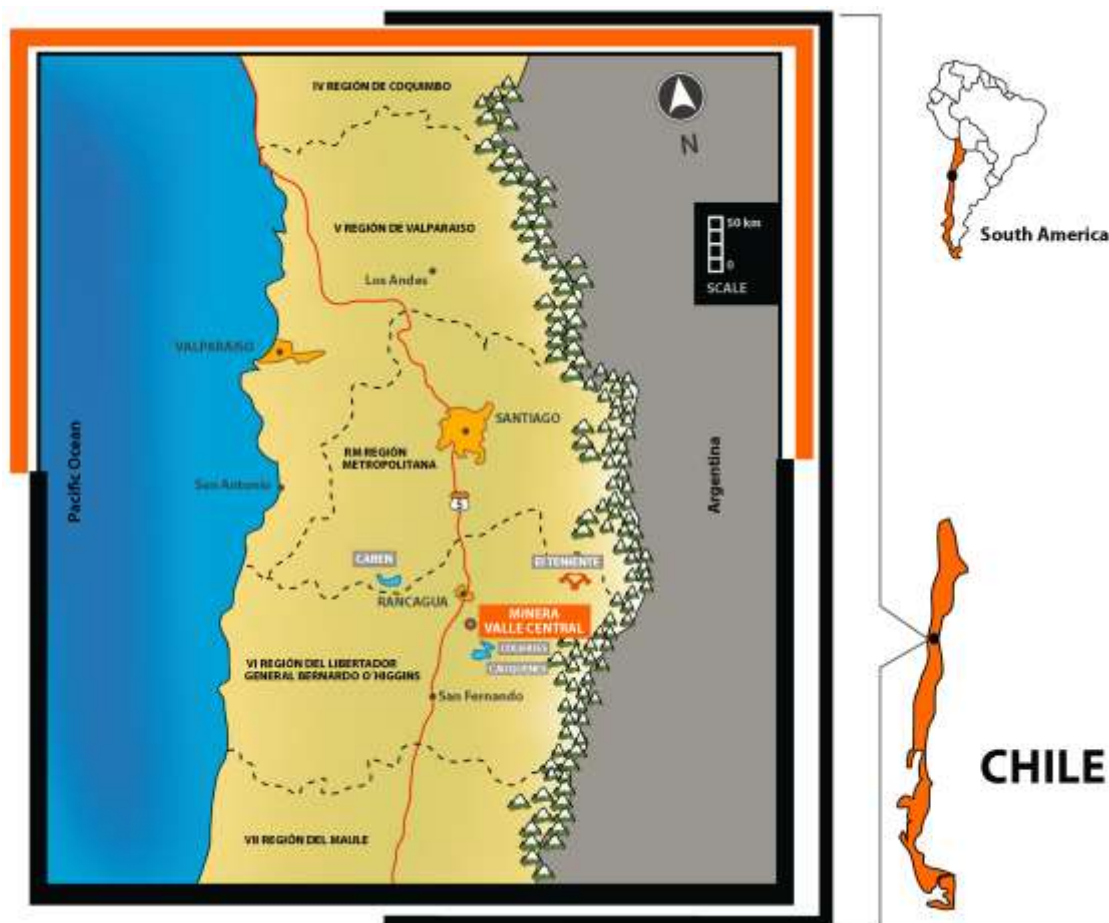 IV REGIÓN DE COQUIMBO
N
V REGIÓN DE VALPARAISO
50 km
0
SCALE
South America
Los Andes
VALPARAISO
SANTIAGO
RM REGIÓN
METROPOLITANA
Pacific Ocean
Argentina
San Antonio
5
CAREN
EL TENIENTE
RANCAGUA
MINERA
VALLE CENTRAL
COLIHUES
CAUQUENES
VI REGIÓN DEL LIBERTADOR
GENERAL BERNARDO O'HIGGINS
San Fernando
CHILE
VII REGIÓN DEL MAULE